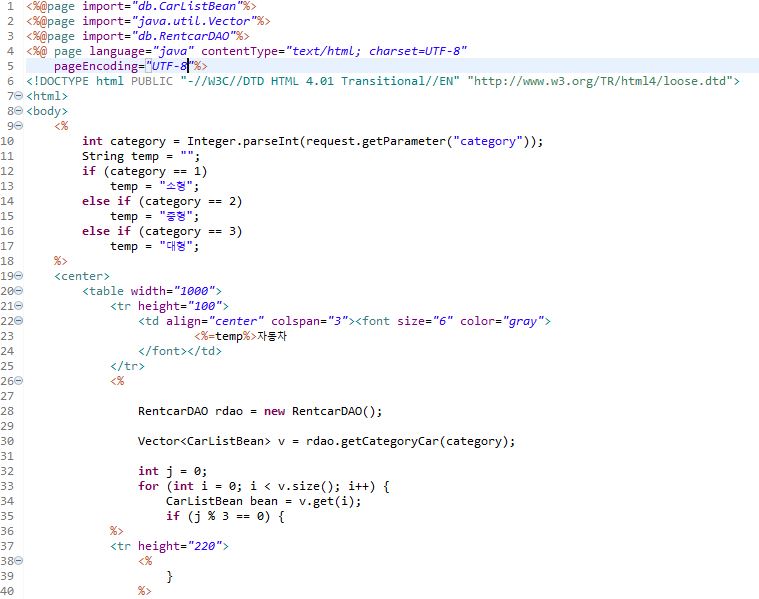 1 <%@page import="db.CarListBean"%>
2 <%@page import="java.util.Vector"%>
3 <%@page import="db.RentcarDAO"%>
4 <%@ page language="java" contentType="text/html; charset=UTF-8"
5     pageEncoding="UTF-8"%>
6 <!DOCTYPE html PUBLIC "-//W3C//DTD HTML 4.01 Transitional//EN" "http://www.w3.org/TR/html4/loose.dtd">
7 <html>
8 <body>
9     <%
10         int category = Integer.parseInt(request.getParameter("category"));
11         String temp = "";
12         if (category == 1)
13             temp = "소형";
14         else if (category == 2)
15             temp = "중형";
16         else if (category == 3)
17             temp = "대형";
18     %>
19     <center>
20         <table width="1000">
21             <tr height="100">
22                 <td align="center" colspan="3"><font size="6" color="gray">
23                         <%=temp%>자동차
24                 </font></td>
25             </tr>
26             <%
27
28                 RentcarDAO rdao = new RentcarDAO();
29
30                 Vector<CarListBean> v = rdao.getCategoryCar(category);
31
32                 int j = 0;
33                 for (int i = 0; i < v.size(); i++) {
34                     CarListBean bean = v.get(i);
35                     if (j % 3 == 0) {
36             %>
37             <tr height="220">
38                 <%
39                     }
40                 %>